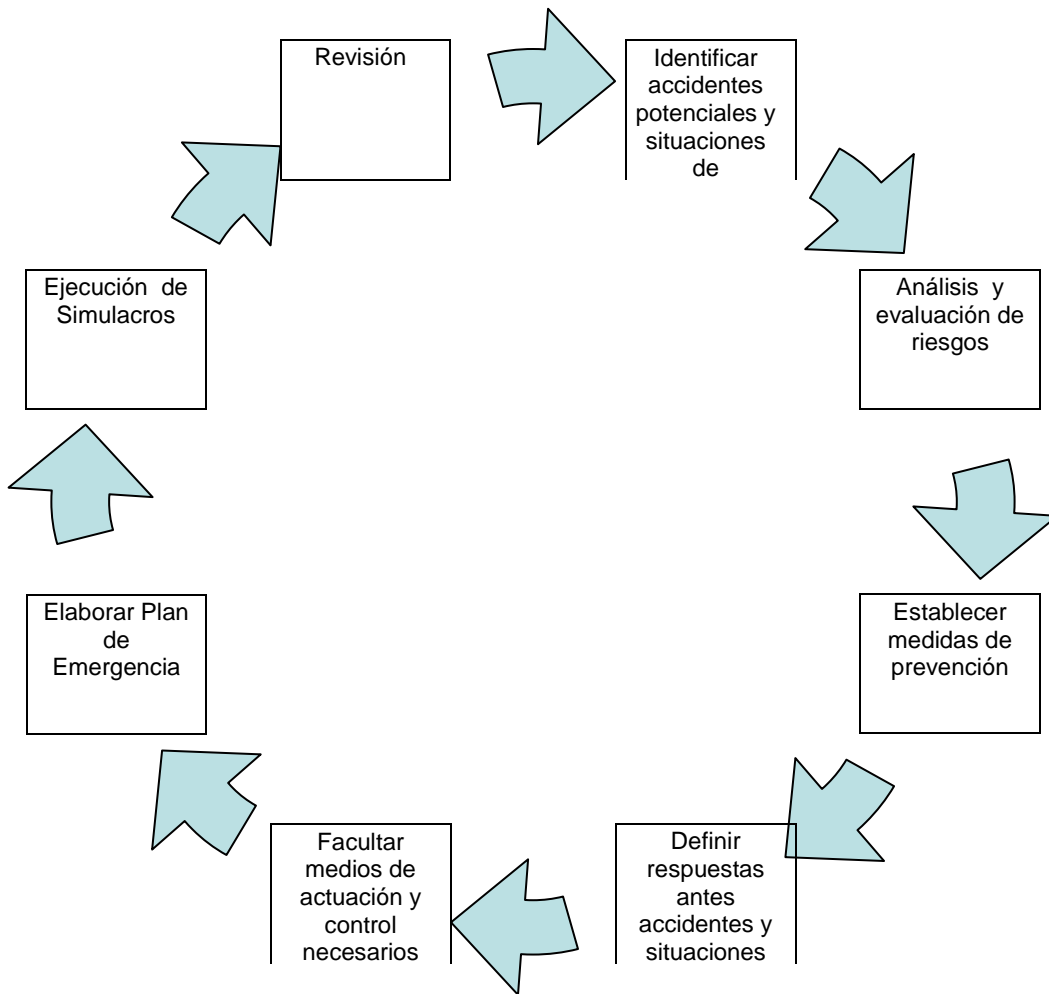 Revisión
Identificar
accidentes
potenciales y
situaciones
de
Análisis y
evaluación de
riesgos
Establecer
medidas de
prevención
Definir
respuestas
antes
accidentes y
situaciones
Facultar
medios de
actuación y
control
necesarios
Elaborar Plan
de
Emergencia
Ejecución de
Simulacros